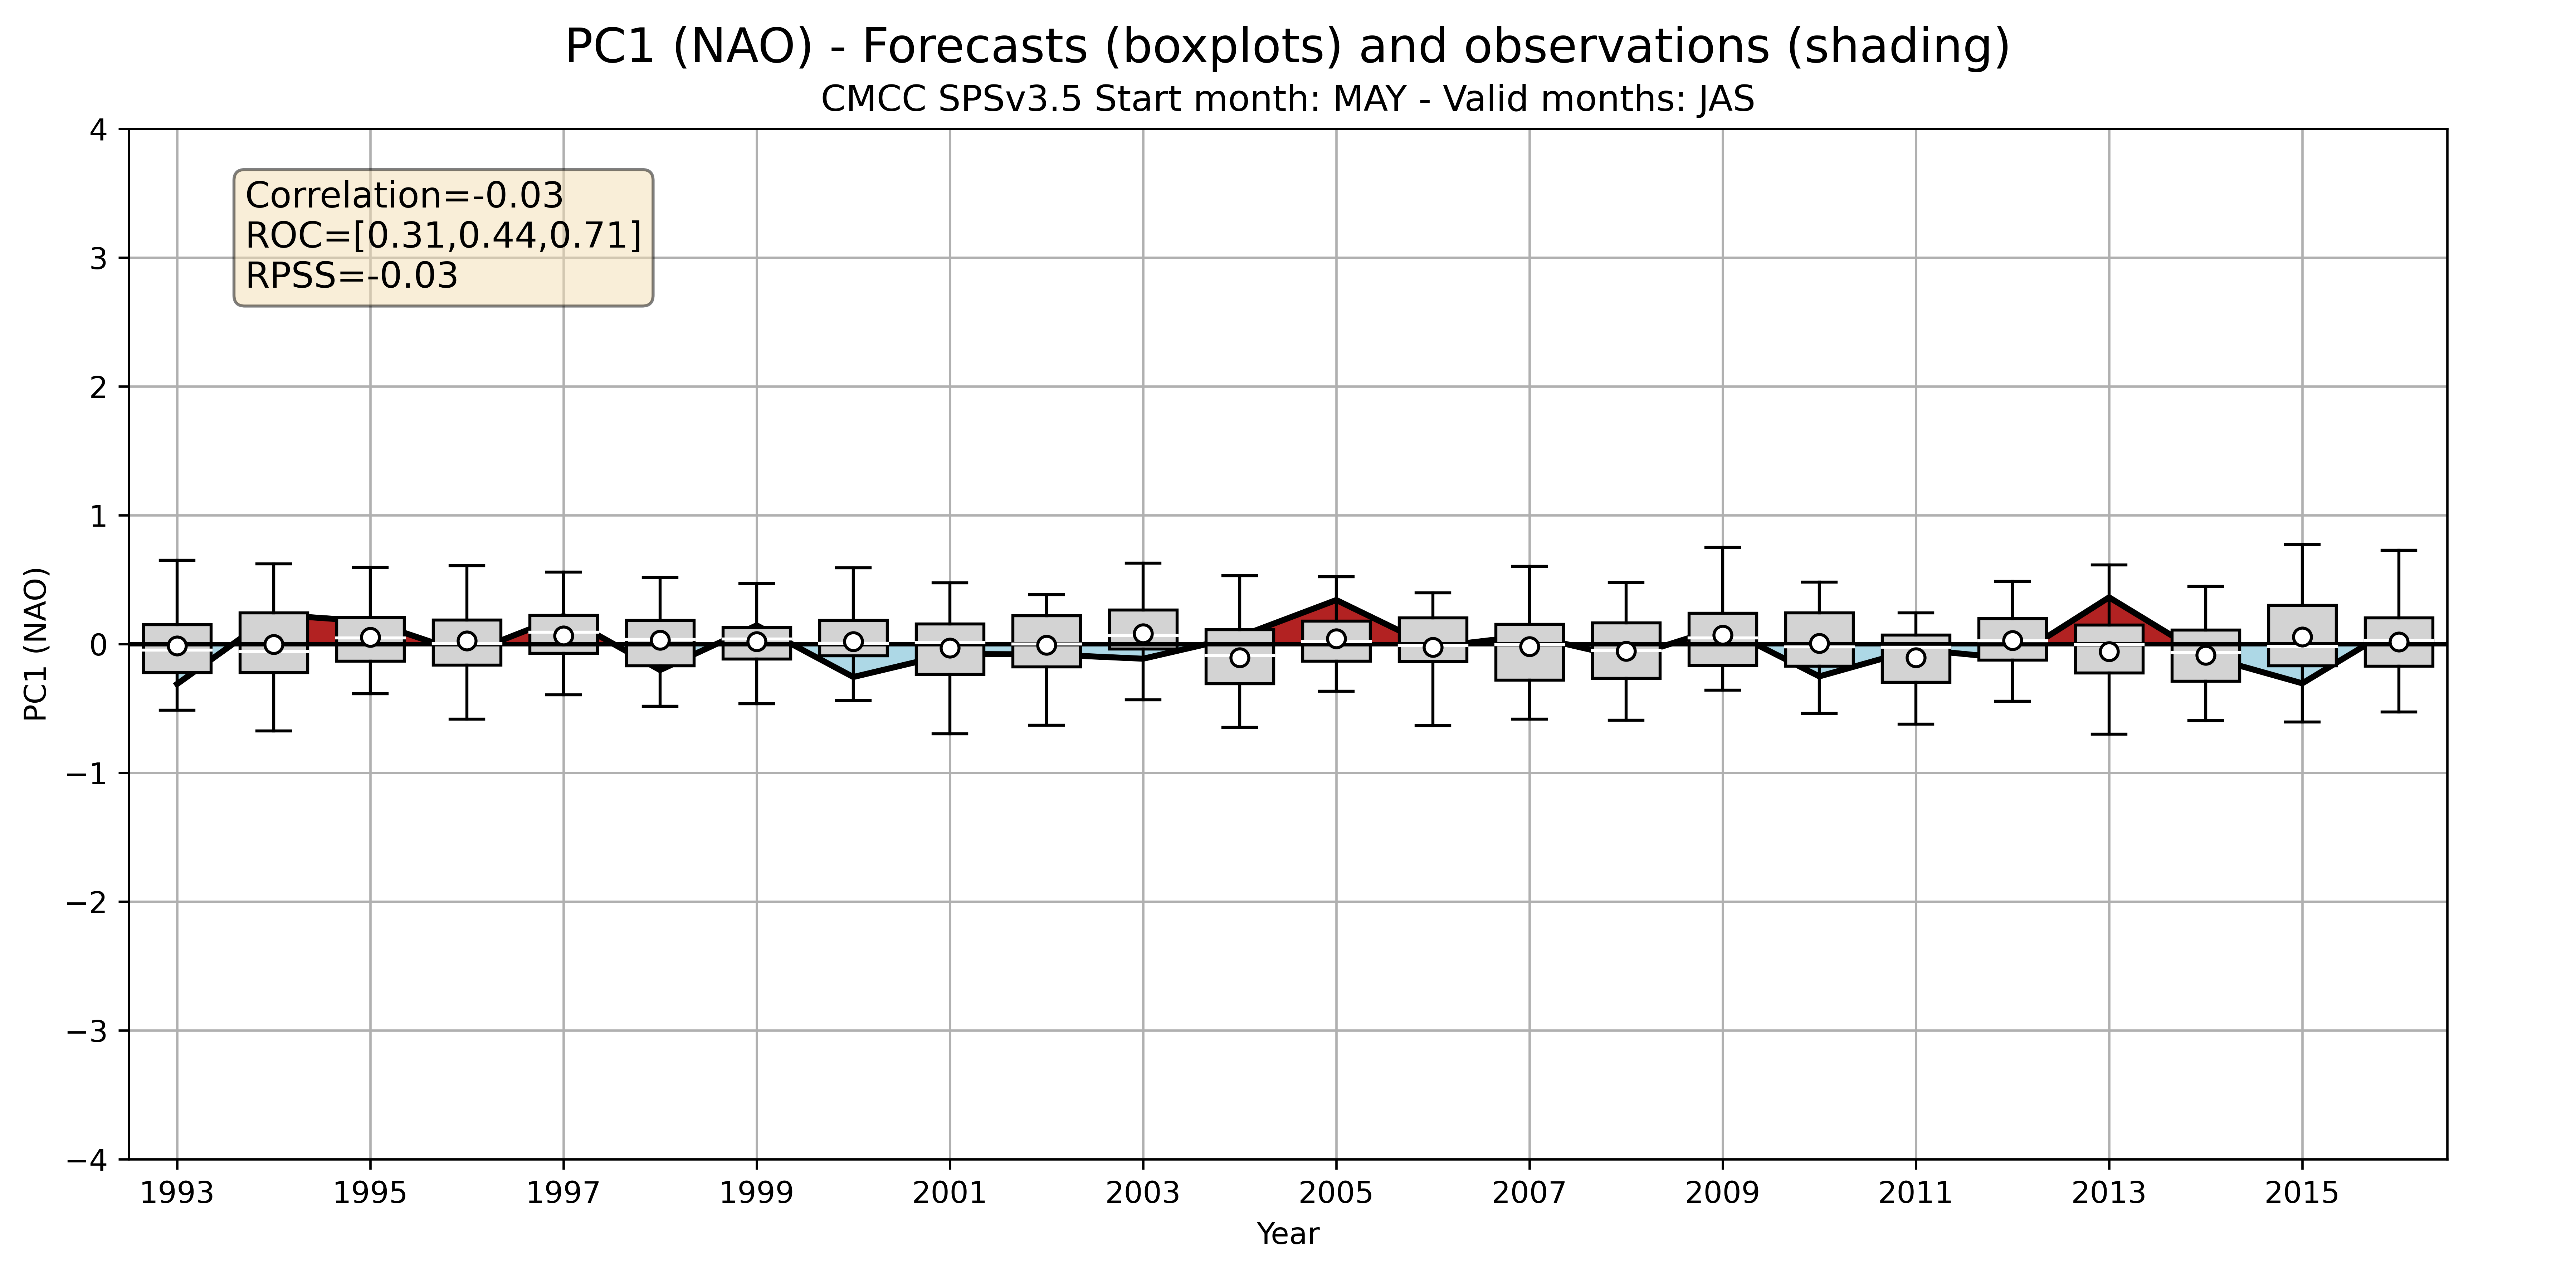 PC1 (NAO) - Forecasts (boxplots) and observations (shading)
CMCC SPSv3.5 Start month: MAY - Valid months: JAS
Correlation=-0.03
ROC=[0.31,0.44,0.71]
RPSS=-0.03
PC1 (NAO)
4
3
2
1
0
−1
−2
−3
−4
1993 1995 1997 1999 2001 2003 2005 2007 2009 2011 2013 2015
Year